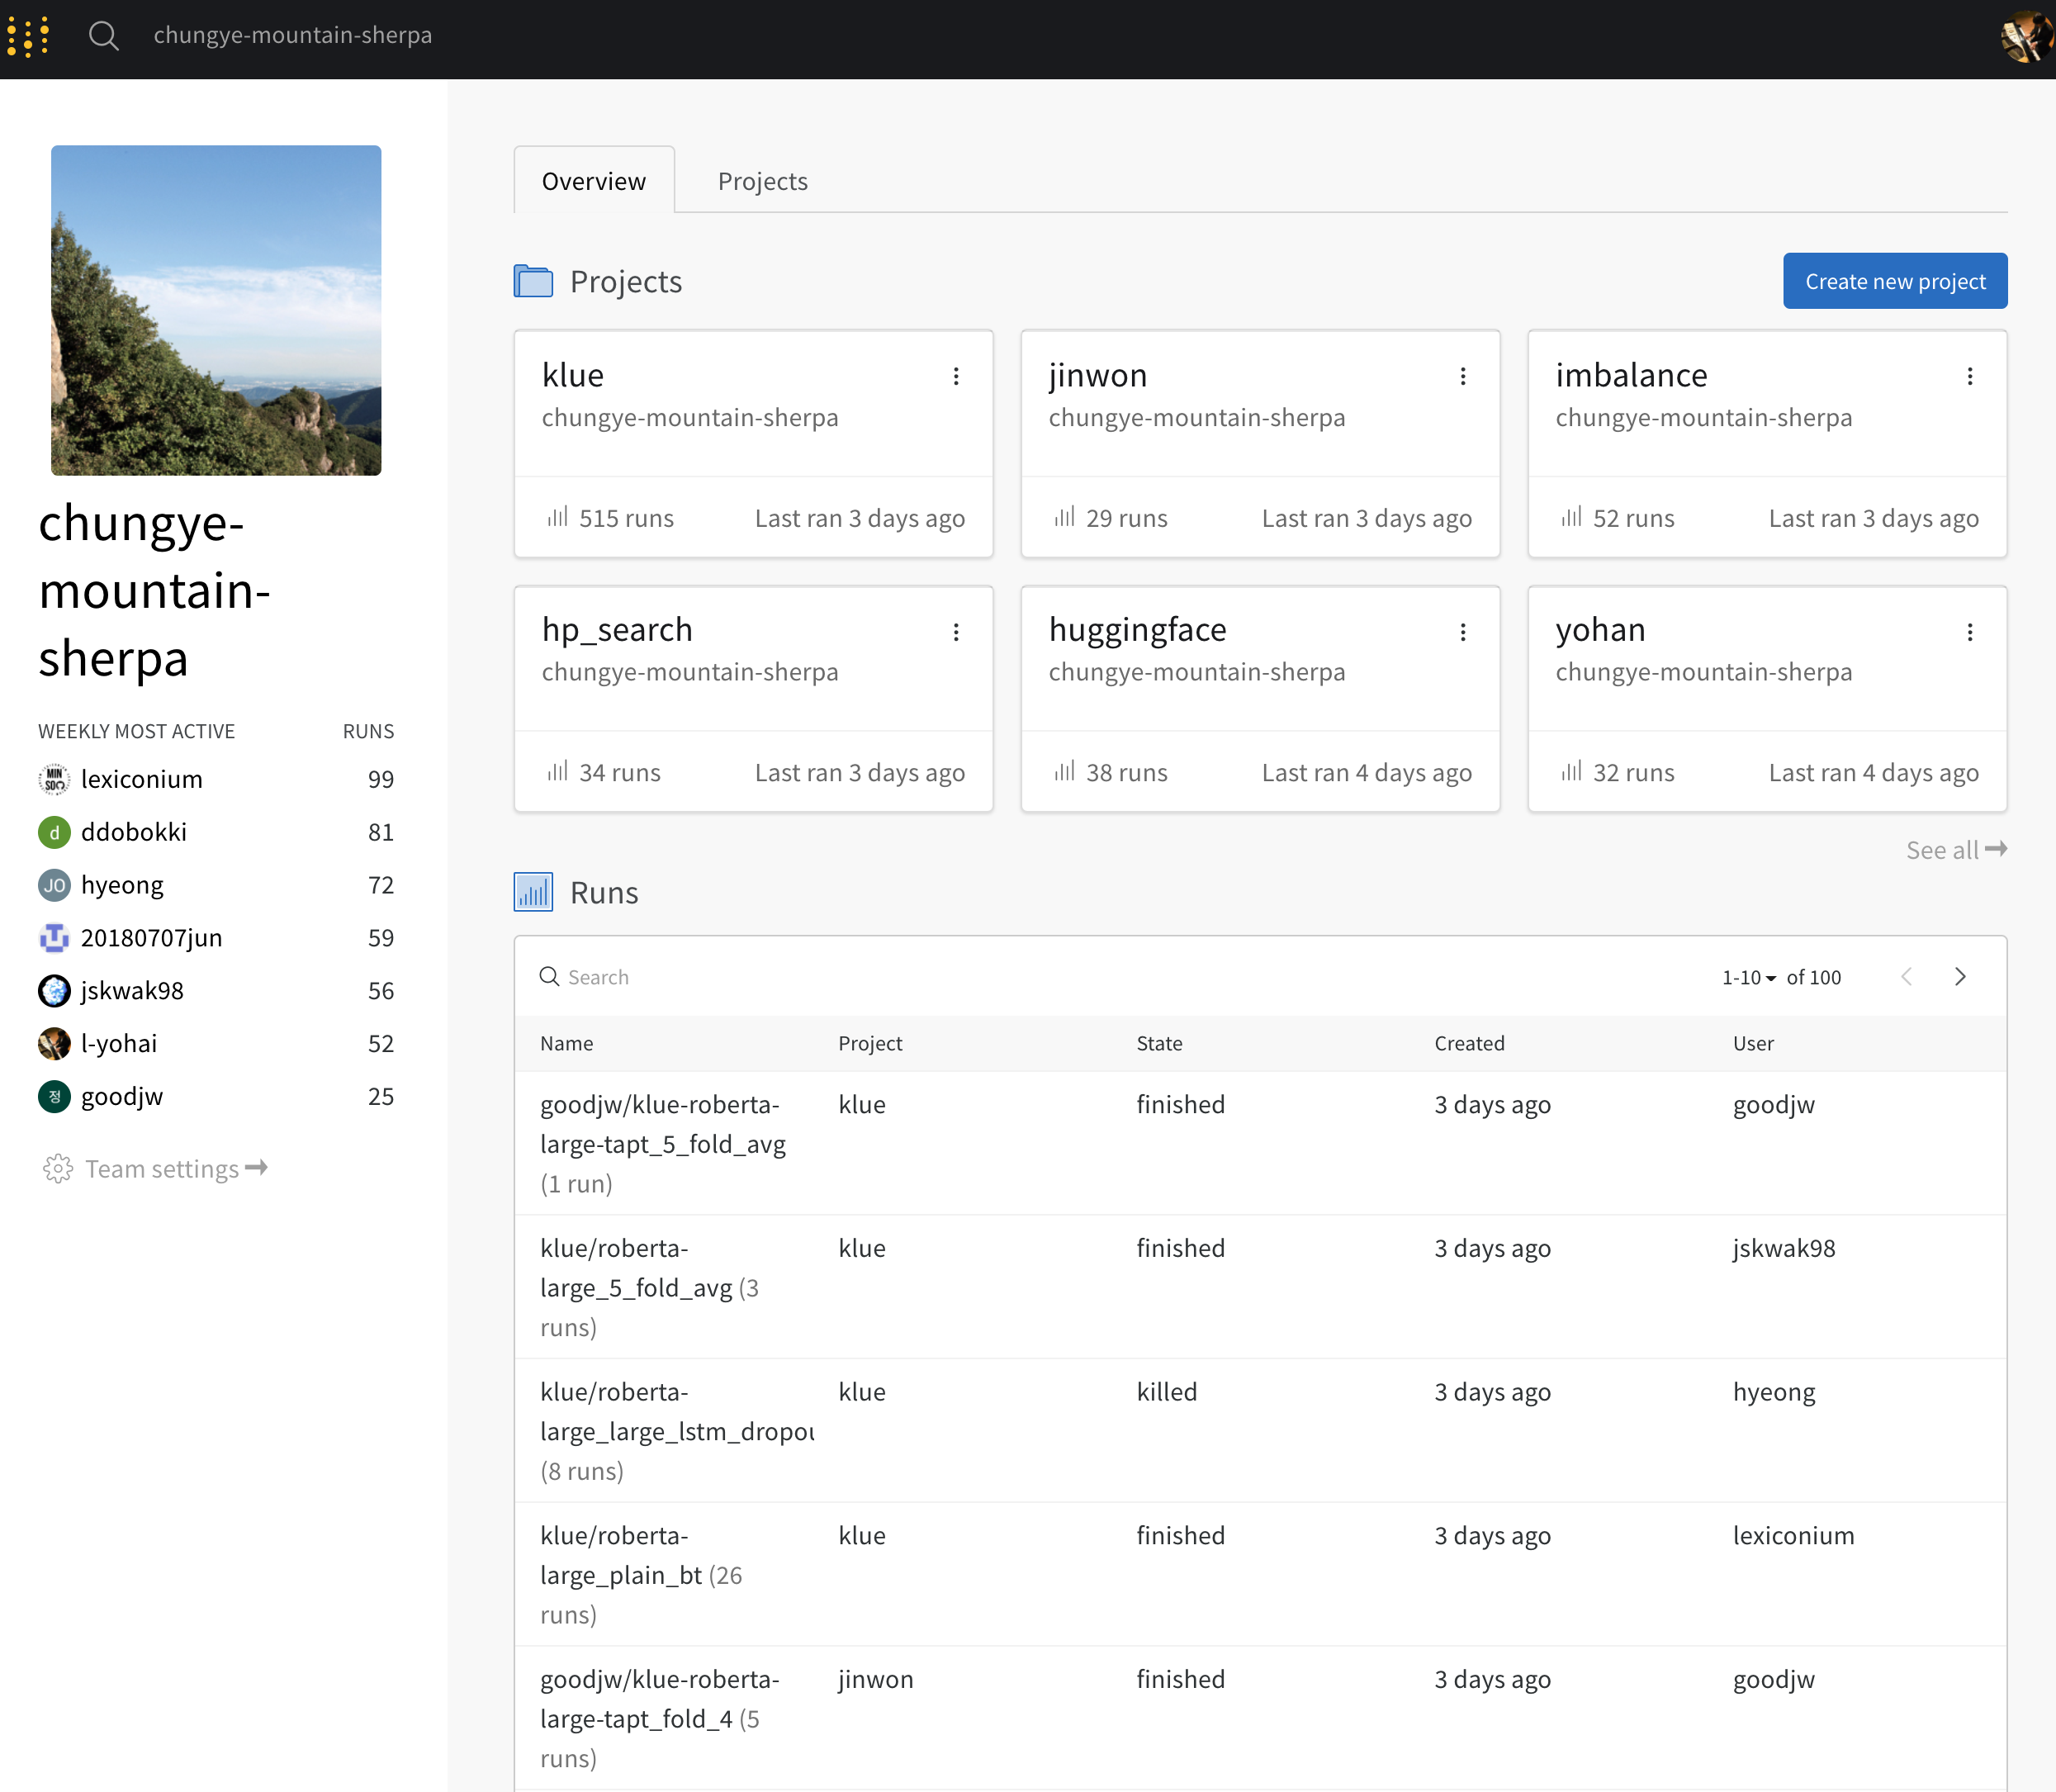 chungye-mountain-sherpa
chungye-
mountain-
sherpa
WEEKLY MOST ACTIVE RUNS
lexiconium 99
d ddobokki 81
JO hyeong 72
20180707jun 59
jskwak98 56
l-yohai 52
정 goodjw 25
Team settings
Overview Projects
Projects Create new project
klue
chungye-mountain-sherpa
515 runs Last ran 3 days ago
jinwon
chungye-mountain-sherpa
29 runs Last ran 3 days ago
imbalance
chungye-mountain-sherpa
52 runs Last ran 3 days ago
hp_search
chungye-mountain-sherpa
34 runs Last ran 3 days ago
huggingface
chungye-mountain-sherpa
38 runs Last ran 4 days ago
yohan
chungye-mountain-sherpa
32 runs Last ran 4 days ago
See all
Runs
Search 1-10 of 100
Name Project State Created User
goodjw/klue-roberta- klue finished 3 days ago goodjw
large-tapt_5_fold_avg
(1 run)
klue/roberta- klue finished 3 days ago jskwak98
large_5_fold_avg (3
runs)
klue/roberta- klue killed 3 days ago hyeong
large_large_lstm_dropou
(8 runs)
klue/roberta- klue finished 3 days ago lexiconium
large_plain_bt (26
runs)
goodjw/klue-roberta- jinwon finished 3 days ago goodjw
large-tapt_fold_4 (5
runs)